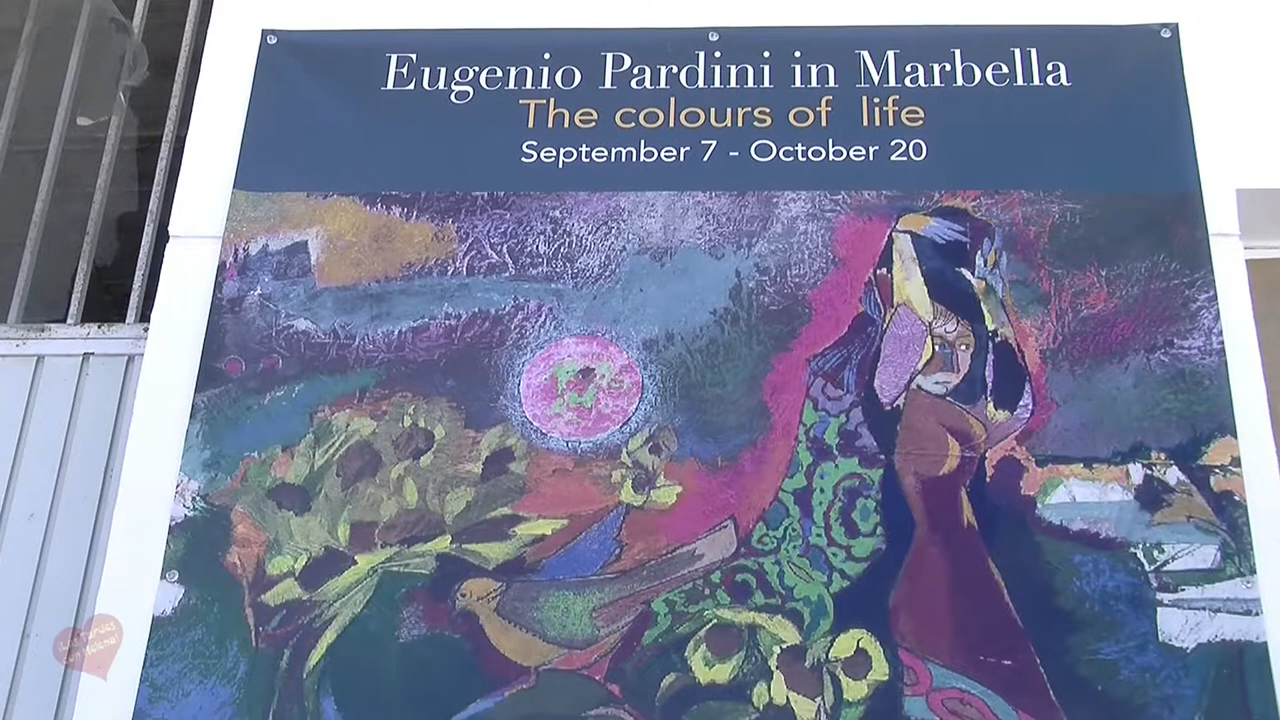 Eugenio Pardini in Marbella
The colours of life
September 7 - October 20